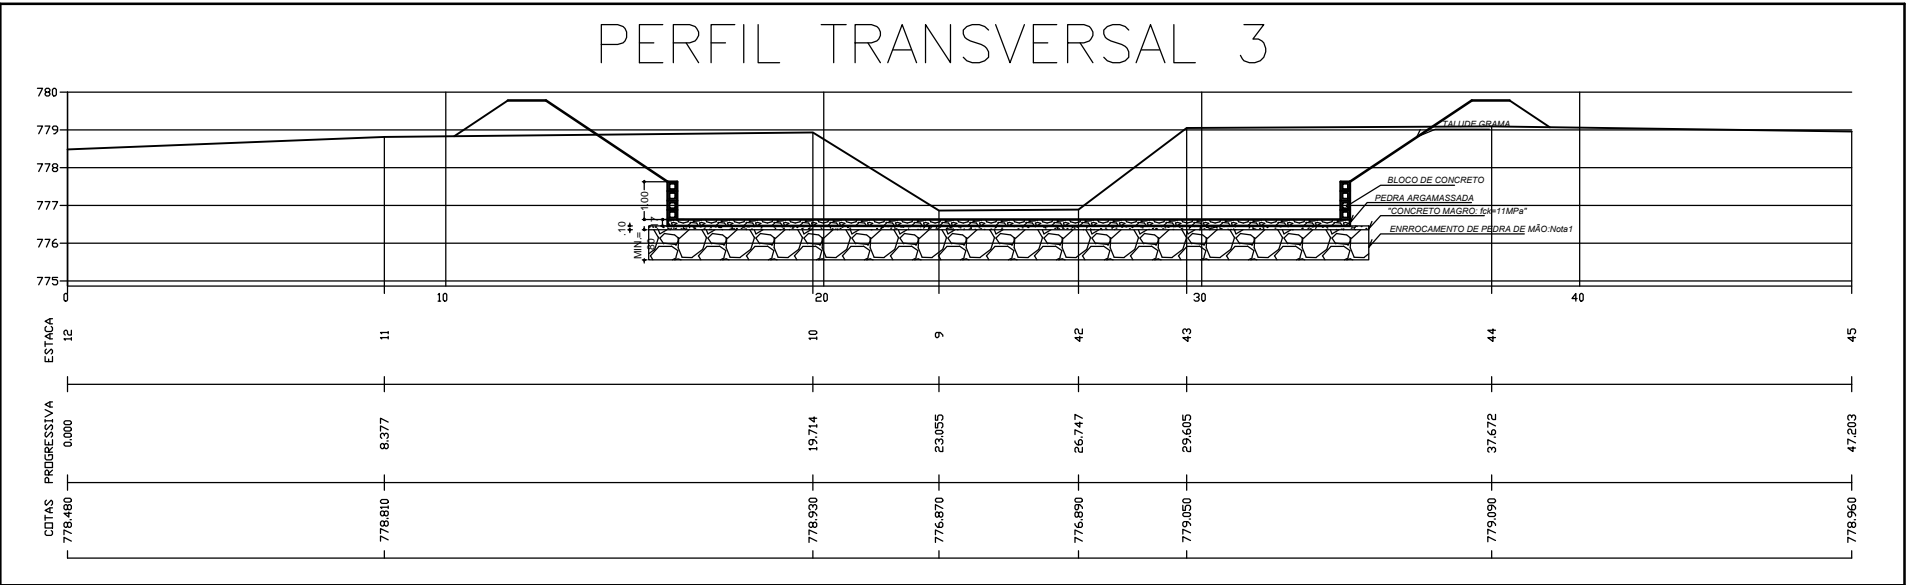 PERFIL TRANSVERSAL 3
780
779
778
777
776
775
TALUDE GRAMA
BLOCO DE CONCRETO
PEDRA ARGAMASSADA
"CONCRETO MAGRO: fck=11MPa"
ENRROCAMENTO DE PEDRA DE MÃO:Nota1
1.00
.10
MIN.=
0 10 20 30 40
ESTACA 12 11 10 9 42 43 44 45
PROGRESSIVA 0.000 8.377 19.714 23.055 26.747 29.605 37.672 47.203
COTAS 778.480 778.810 778.930 776.870 776.890 779.050 779.090 778.960